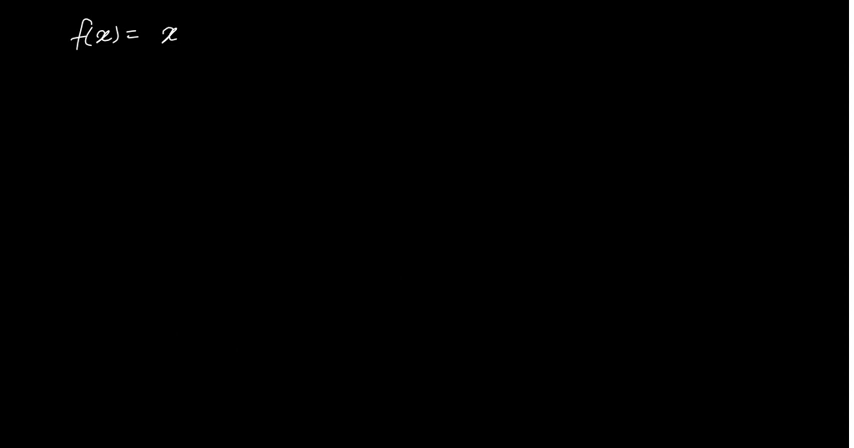 f(x) = x